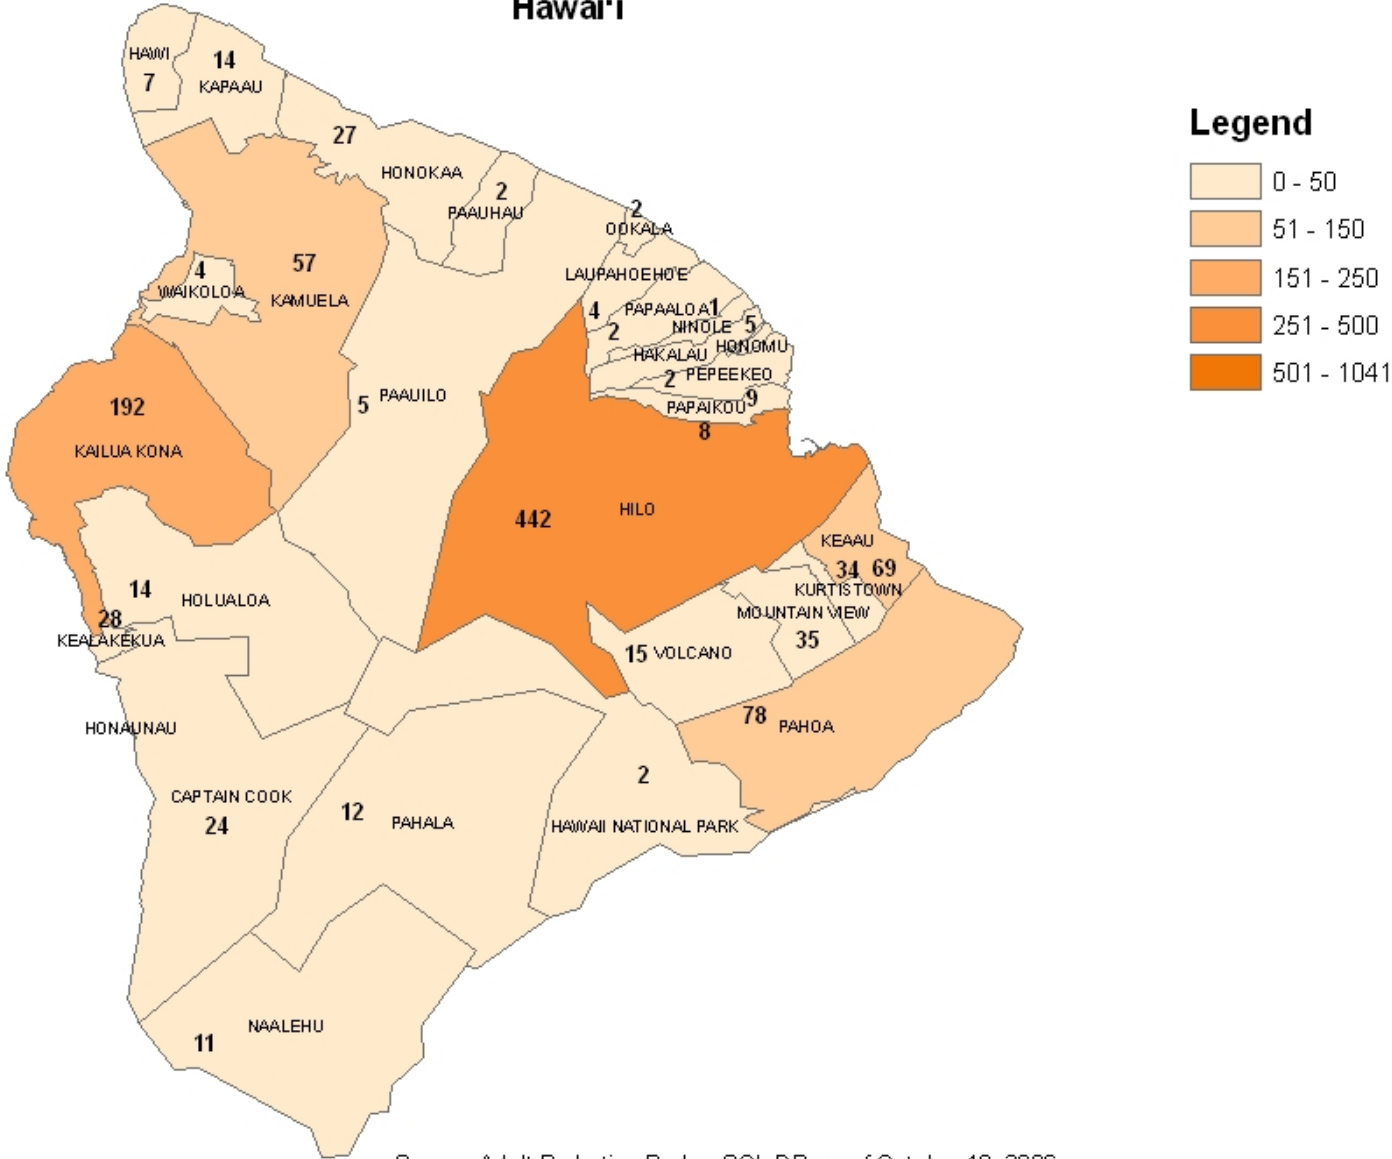 Hawai'i
HAWI
7
14
KAPAAU
27
HONOKAA
2
PAAUHAU
2
OOKALA
LAUPAHOEHOE
4
PAPAALOA
1
2
NINOLE
5
HAKALAU
HONOMU
2
PEPEEKEO
PAPAIKOU
9
8
57
KAMUELA
4
WAIKOLOA
192
KAILUA KONA
5
PAAUILO
442
HILO
KEAAU
34
69
KURTISTOWN
MOUNTAIN VIEW
35
15
VOLCANO
78
PAHOA
14
HOLUALOA
28
KEALAKEKUA
HONAUNAU
CAPTAIN COOK
24
12
PAHALA
2
HAWAII NATIONAL PARK
11
NAALEHU
Legend
0 - 50
51 - 150
151 - 250
251 - 500
501 - 1041